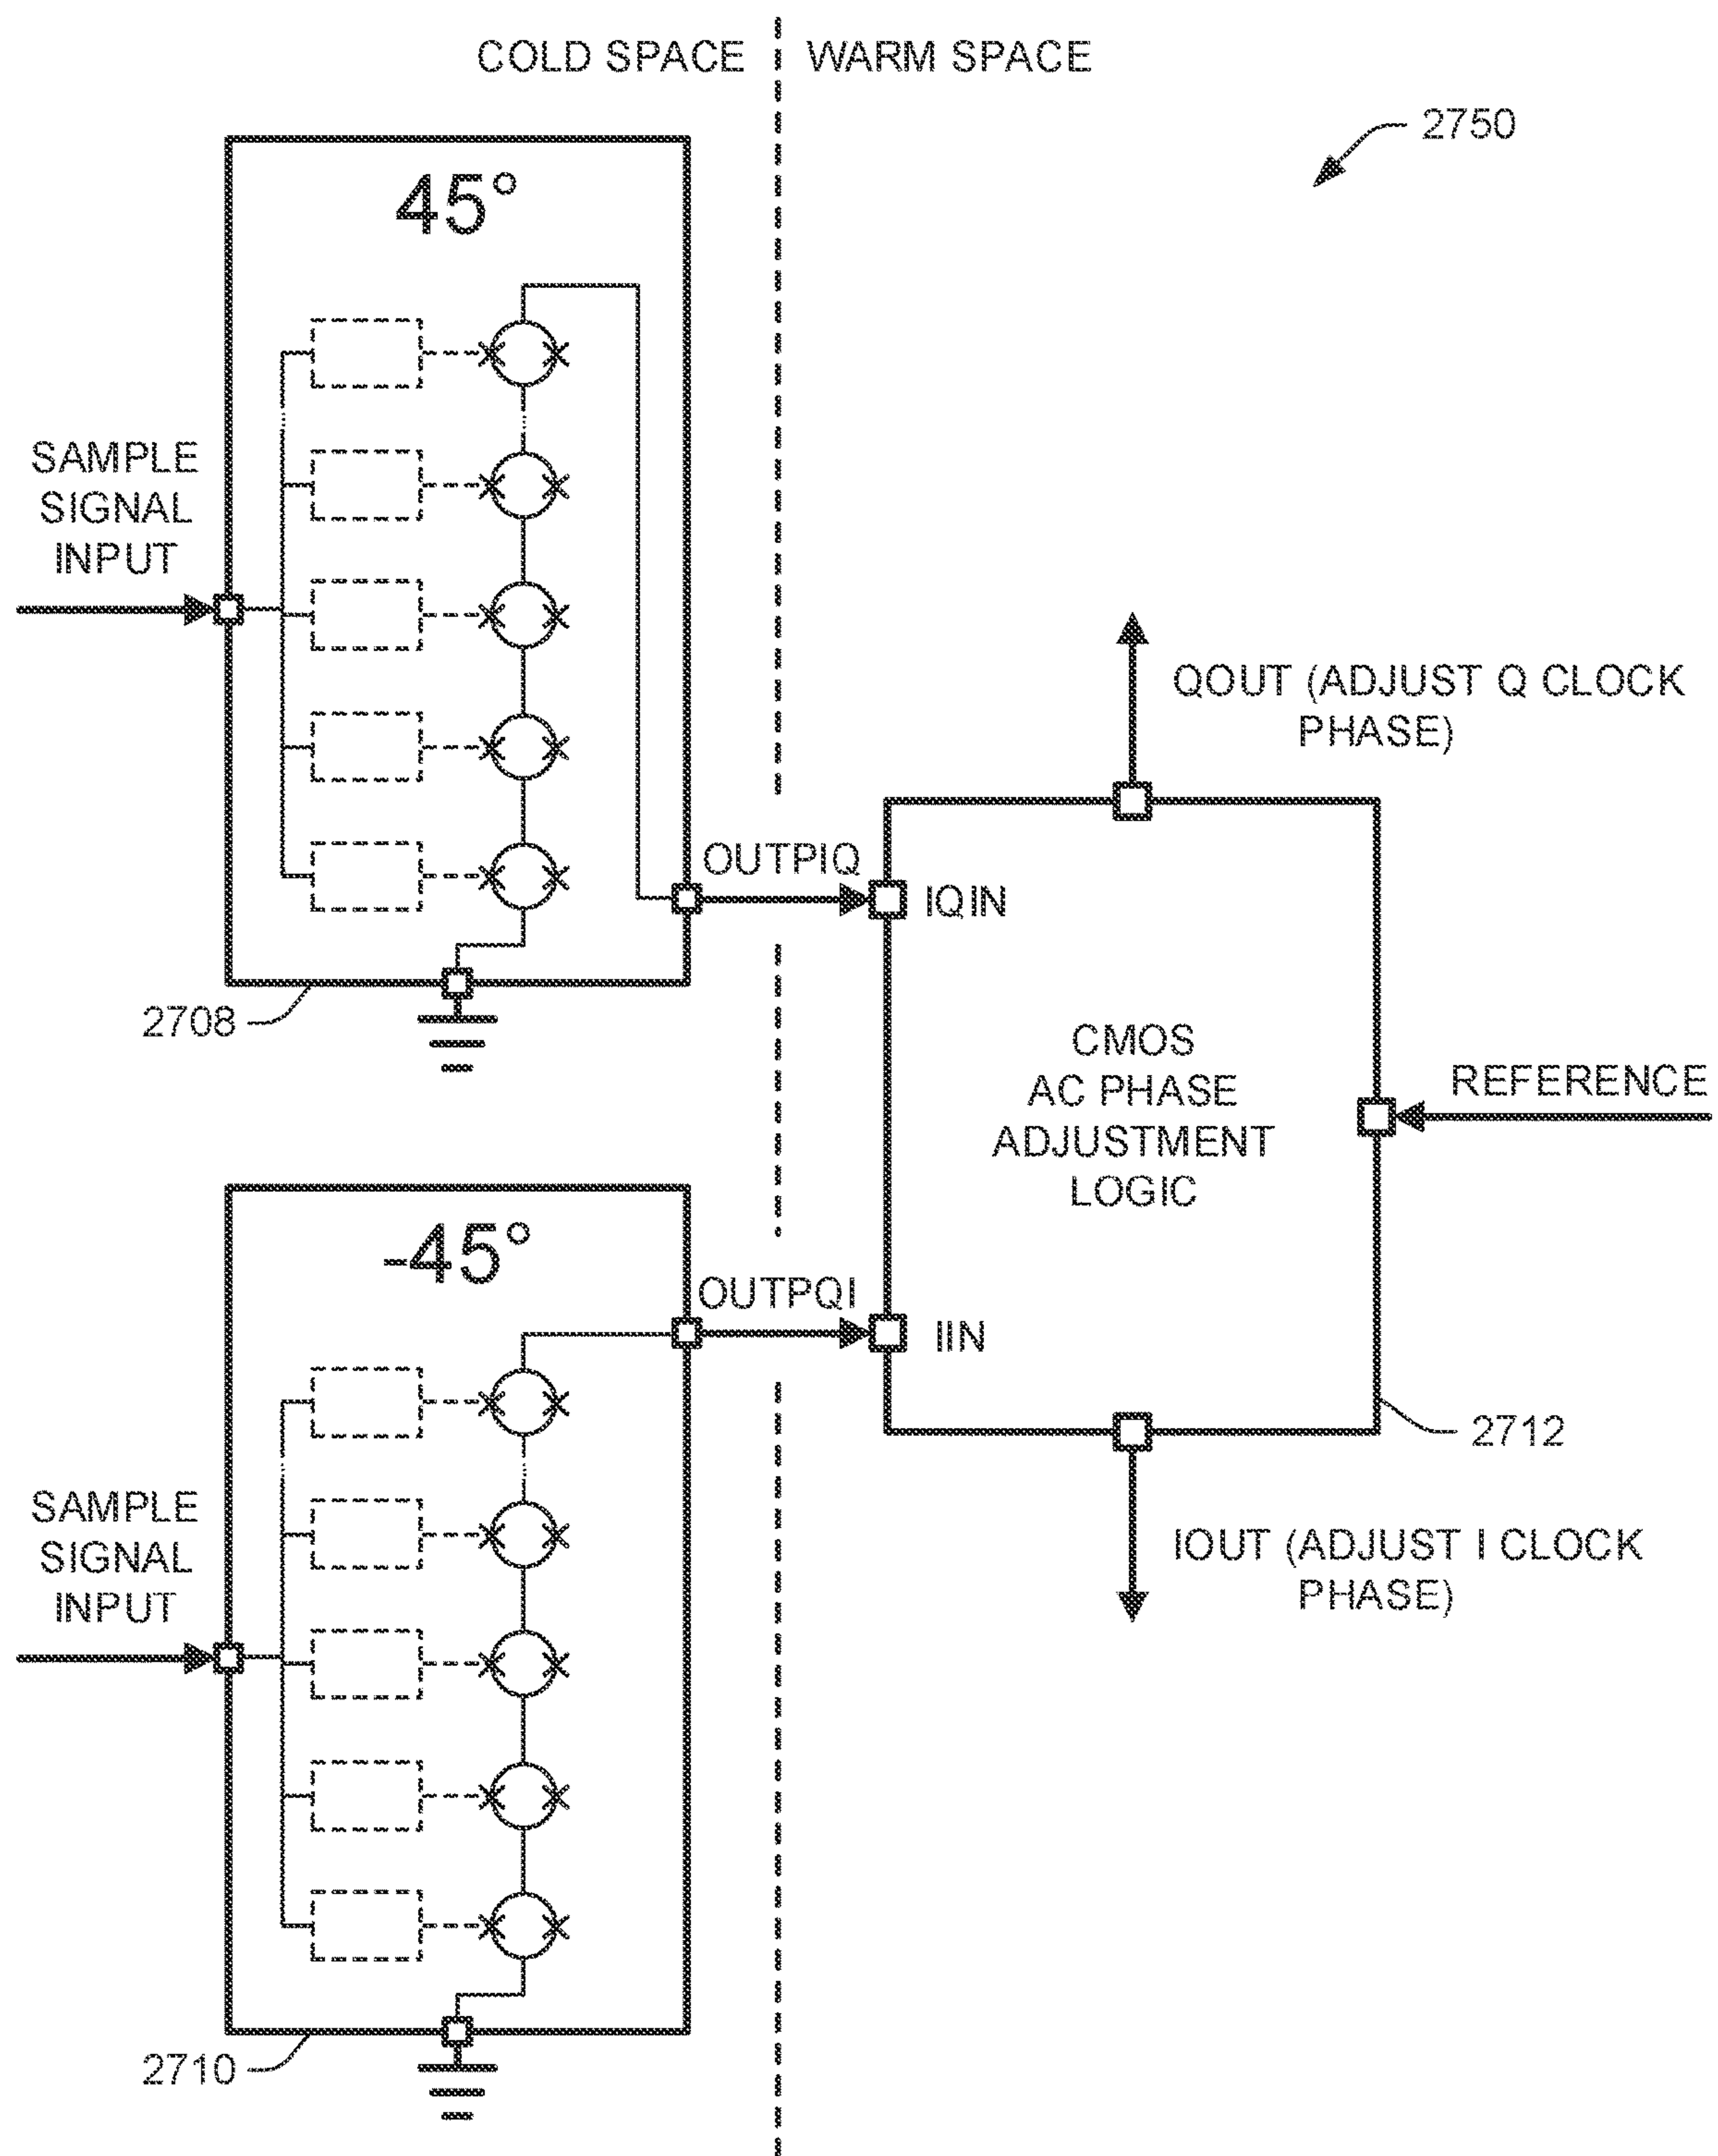 COLD SPACE
WARM SPACE
2750
45°
SAMPLE
SIGNAL
INPUT
QOUT (ADJUST Q CLOCK
PHASE)
OUTPIQ
IQIN
2708
CMOS
AC PHASE
ADJUSTMENT
LOGIC
REFERENCE
-45°
OUTPQI
IIN
2712
SAMPLE
SIGNAL
INPUT
IOUT (ADJUST I CLOCK
PHASE)
2710